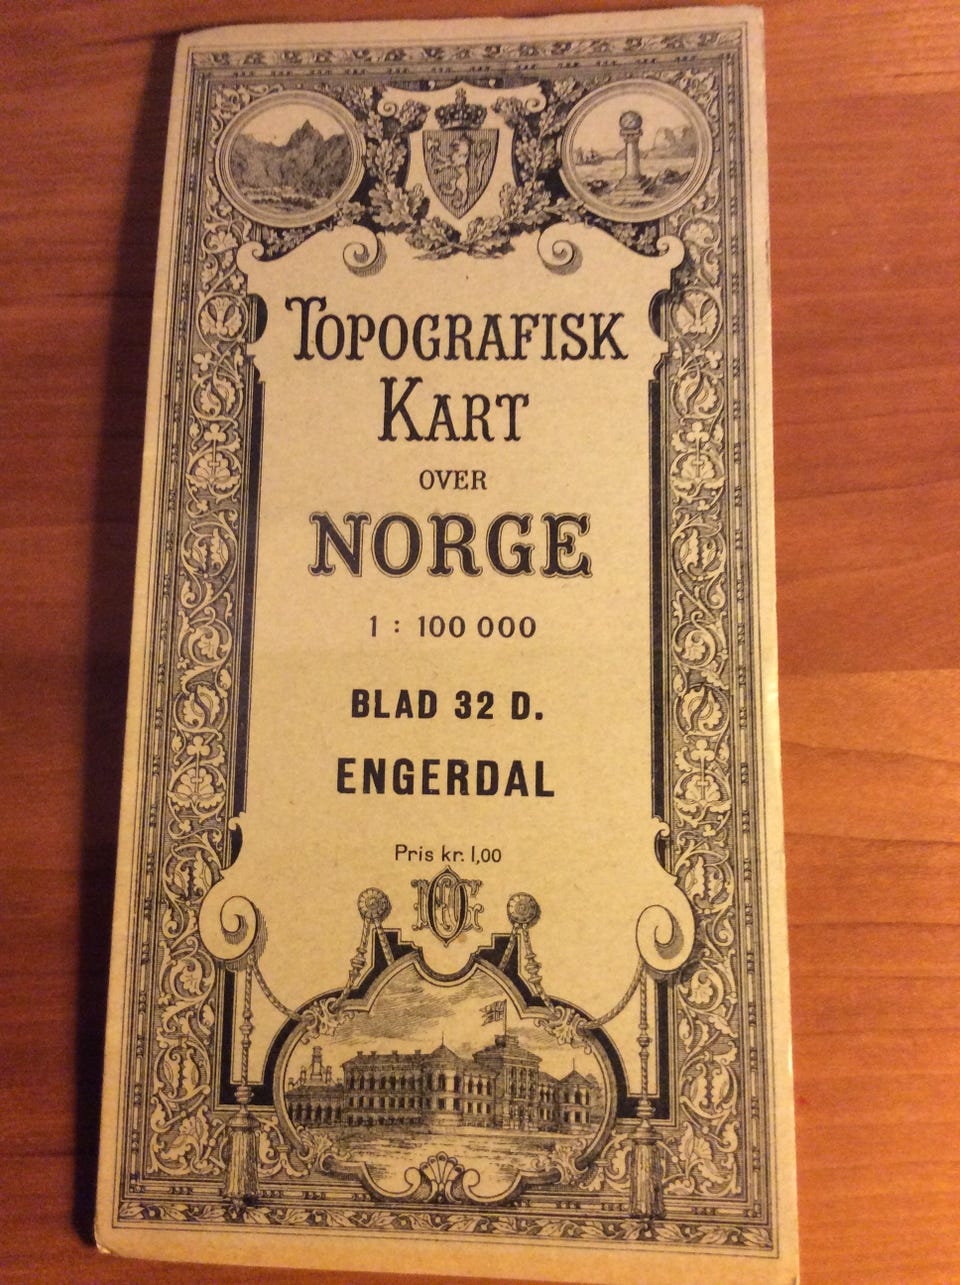 TOPOGRAFISK
KART
OVER
NORGE
1 : 100 000
BLAD 32 D.
ENGERDAL
Pris kr. 1,00